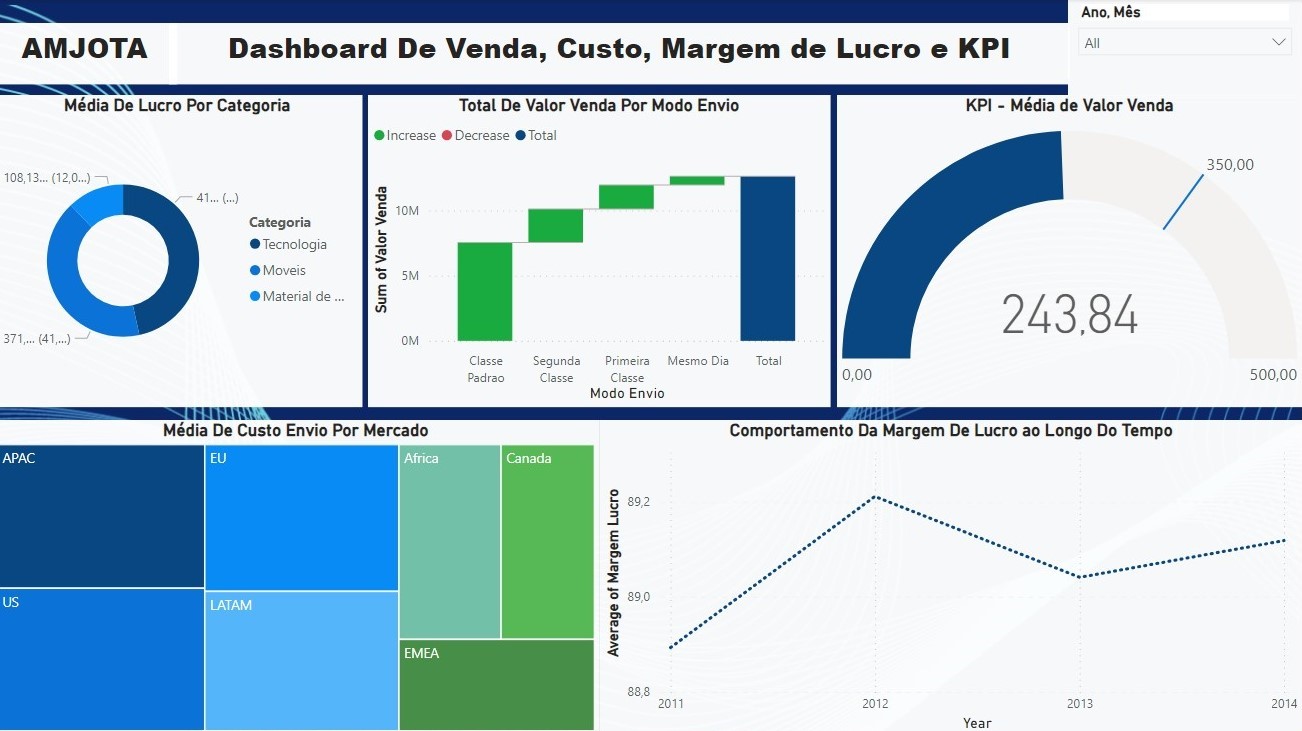 Ano, Mês
All
AMJOTA
Dashboard De Venda, Custo, Margem de Lucro e KPI
Média De Lucro Por Categoria
108,13... (12,0...)
41... (...)
371,... (41,...)
Categoria
Tecnologia
Moveis
Material de ...
Total De Valor Venda Por Modo Envio
Increase Decrease Total
Sum of Valor Venda
10M
5M
0M
Classe Padrao
Segunda Classe
Primeira Classe
Mesmo Dia
Total
Modo Envio
KPI - Média de Valor Venda
350,00
243,84
0,00
500,00
Média De Custo Envio Por Mercado
APAC
EU
Africa
Canada
US
LATAM
EMEA
Comportamento Da Margem De Lucro ao Longo Do Tempo
Average of Margem Lucro
89,2
89,0
88,8
2011 2012 2013 2014
Year